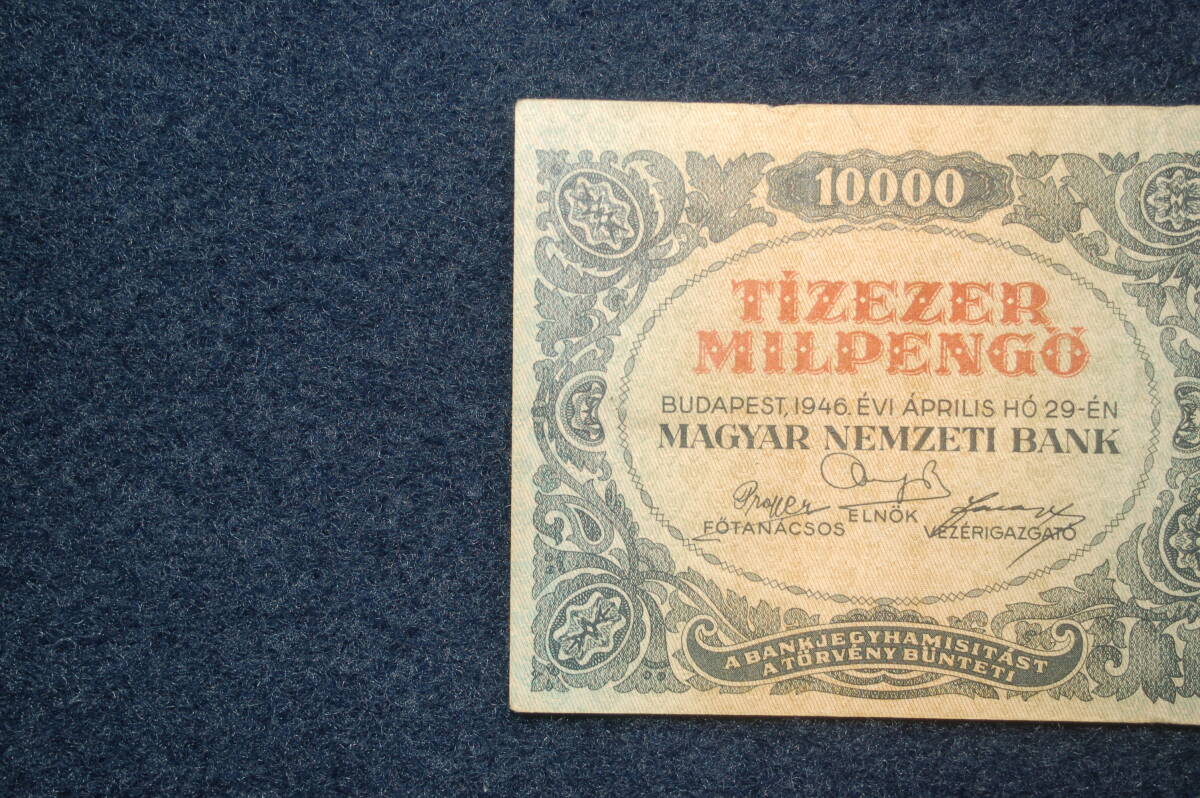 10000
TÍZEZER
MILPENGŐ
BUDAPEST, 1946. ÉVI ÁPRILIS HÓ 29-ÉN
MAGYAR NEMZETI BANK
FŐTANÁCSOS ELNÖK VEZÉRIGAZGATÓ
A BANKJEGYHAMISITÁST
A TÖRVÉNY BÜNTETI